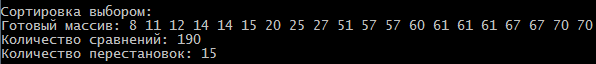 Сортировка выбором:
Готовый массив: 8 11 12 14 14 15 20 25 27 51 57 57 60 61 61 61 67 67 70 70
Количество сравнений: 190
Количество перестановок: 15